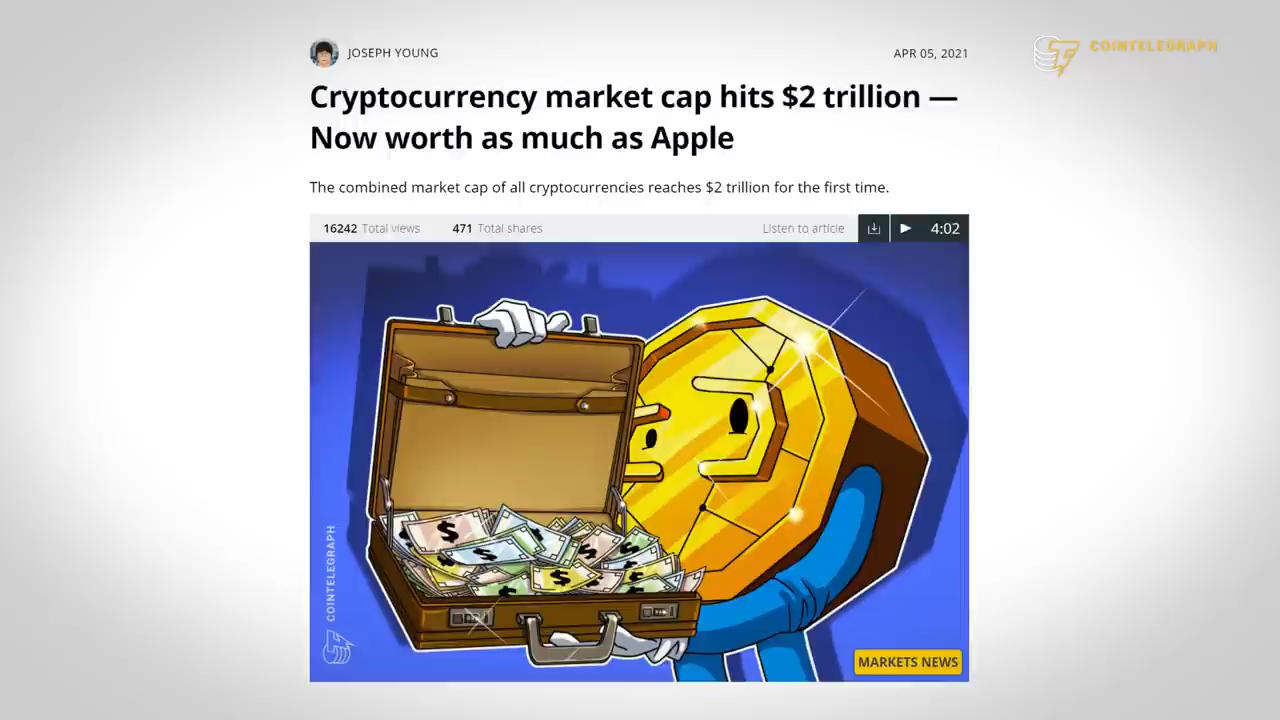 JOSEPH YOUNG
APR 05, 2021
COINTELEGRAPH
Cryptocurrency market cap hits $2 trillion —
Now worth as much as Apple
The combined market cap of all cryptocurrencies reaches $2 trillion for the first time.
16242 Total views 471 Total shares Listen to article 4:02
$ $ $ $ $ $ $
COINTELEGRAPH
MARKETS NEWS